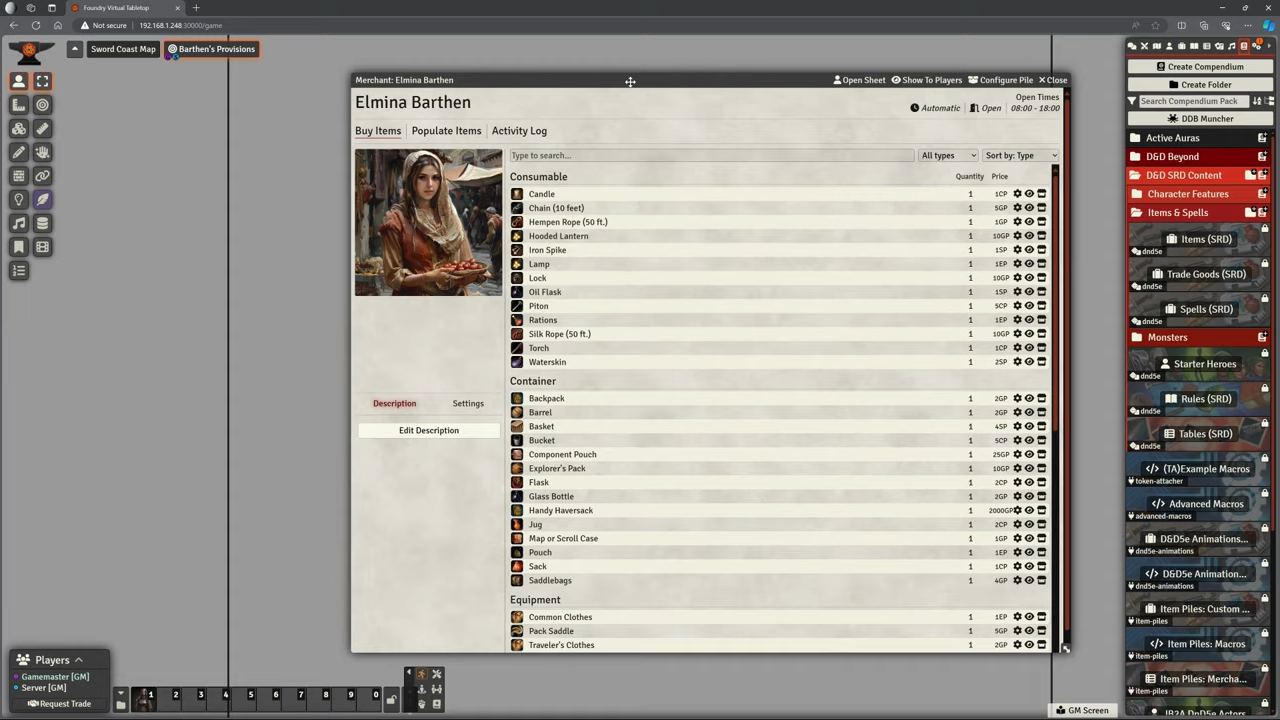 Foundry Virtual Tabletop
Not secure 192.168.1.248:30000/game
Sword Coast Map Barthen's Provisions
Merchant: Elmina Barthen Open Sheet Show To Players Configure Pile Close
Elmina Barthen
Open Times
Automatic Open 08:00 - 18:00
Buy Items Populate Items Activity Log
Type to search... All types Sort by: Type
Consumable Quantity Price
Candle 1 1CP
Chain (10 feet) 1 5GP
Hempen Rope (50 ft.) 1 1GP
Hooded Lantern 1 10GP
Iron Spike 1 1SP
Lamp 1 1EP
Lock 1 10GP
Oil Flask 1 1SP
Piton 1 5CP
Rations 1 1EP
Silk Rope (50 ft.) 1 10GP
Torch 1 1CP
Waterskin 1 2SP
Container
Backpack 1 2GP
Barrel 1 2GP
Basket 1 4SP
Bucket 1 5CP
Component Pouch 1 25GP
Explorer's Pack 1 10GP
Flask 1 2CP
Glass Bottle 1 2GP
Handy Haversack 1 2000GP
Jug 1 2CP
Map or Scroll Case 1 1GP
Pouch 1 1EP
Sack 1 1CP
Saddlebags 1 4GP
Equipment
Common Clothes 1 1EP
Pack Saddle 1 5GP
Traveler's Clothes 1 2GP
Description Settings
Edit Description
Create Compendium
Create Folder
Search Compendium Pack
DDB Muncher
Active Auras
D&D Beyond
D&D SRD Content
Character Features
Items & Spells
Items (SRD)
dnd5e
Trade Goods (SRD)
dnd5e
Spells (SRD)
dnd5e
Monsters
Starter Heroes
dnd5e
Rules (SRD)
dnd5e
Tables (SRD)
dnd5e
(TA)Example Macros
token-attacher
Advanced Macros
advanced-macros
D&D5e Animations...
dnd5e-animations
D&D5e Animation...
dnd5e-animations
Item Piles: Custom ...
item-piles
Item Piles: Macros
item-piles
Item Piles: Mercha...
item-piles
JB2A DnD5e Actors
Players
Gamemaster [GM]
Server [GM]
Request Trade
1 2 3 4 5 6 7 8 9 0
GM Screen